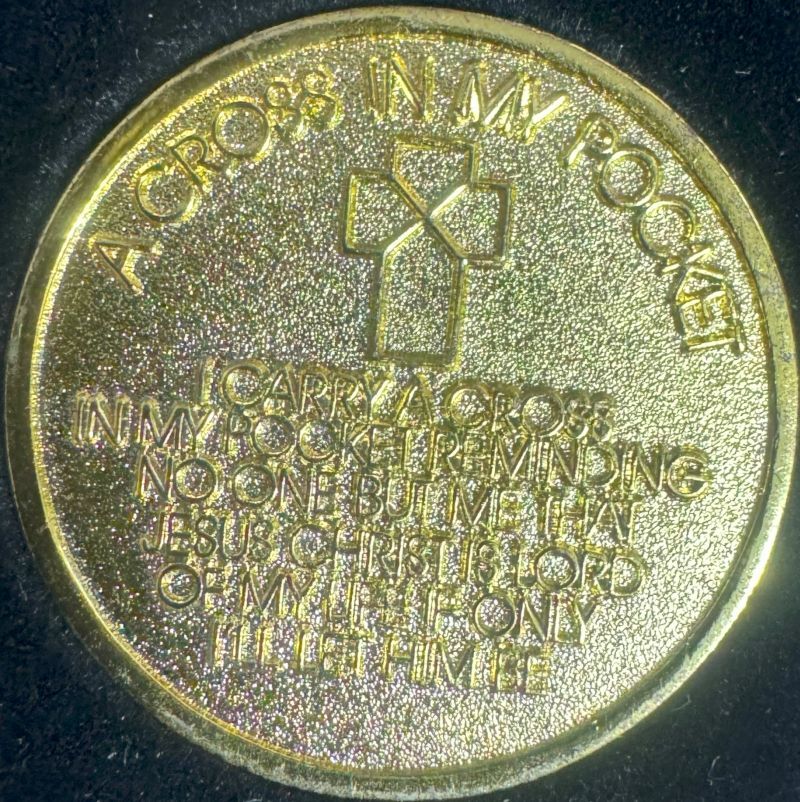 A CROSS IN MY POCKET
I CARRY A CROSS
IN MY POCKET REMINDING
NO ONE BUT ME THAT
JESUS CHRIST IS LORD
OF MY LIFE IF ONLY
I'LL LET HIM BE